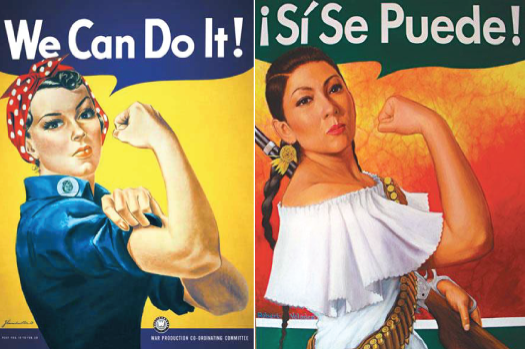 We Can Do It!
WAR PRODUCTION CO-ORDINATING COMMITTEE
¡Sí Se Puede!